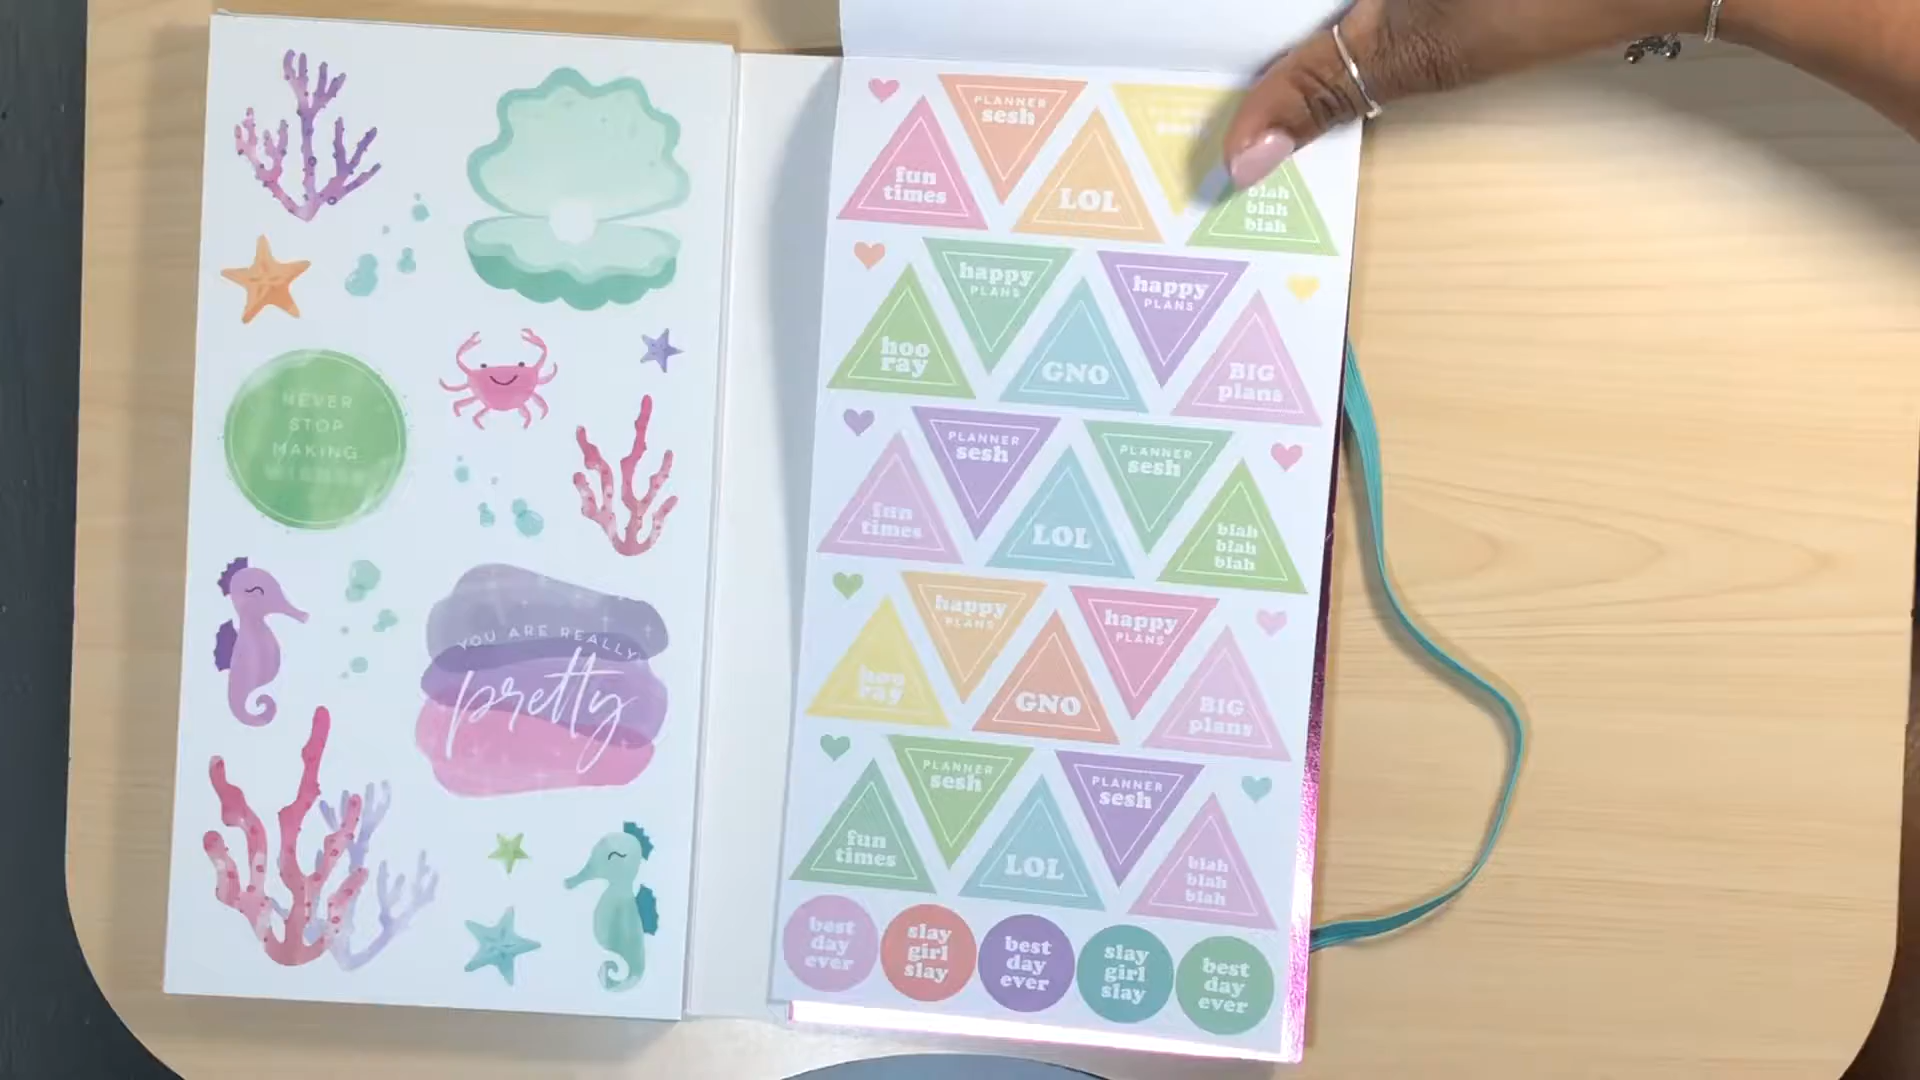 NEVER
STOP
MAKING
YOU ARE REALLY
pretty
PLANNER
sesh
fun
times
LOL
blah
blah
blah
happy
PLANS
happy
PLANS
hoo
ray
GNO
BIG
plans
PLANNER
sesh
PLANNER
sesh
fun
times
LOL
blah
blah
blah
happy
PLANS
happy
PLANS
hoo
ray
GNO
BIG
plans
PLANNER
sesh
PLANNER
sesh
fun
times
LOL
blah
blah
blah
best
day
ever
slay
girl
slay
best
day
ever
slay
girl
slay
best
day
ever